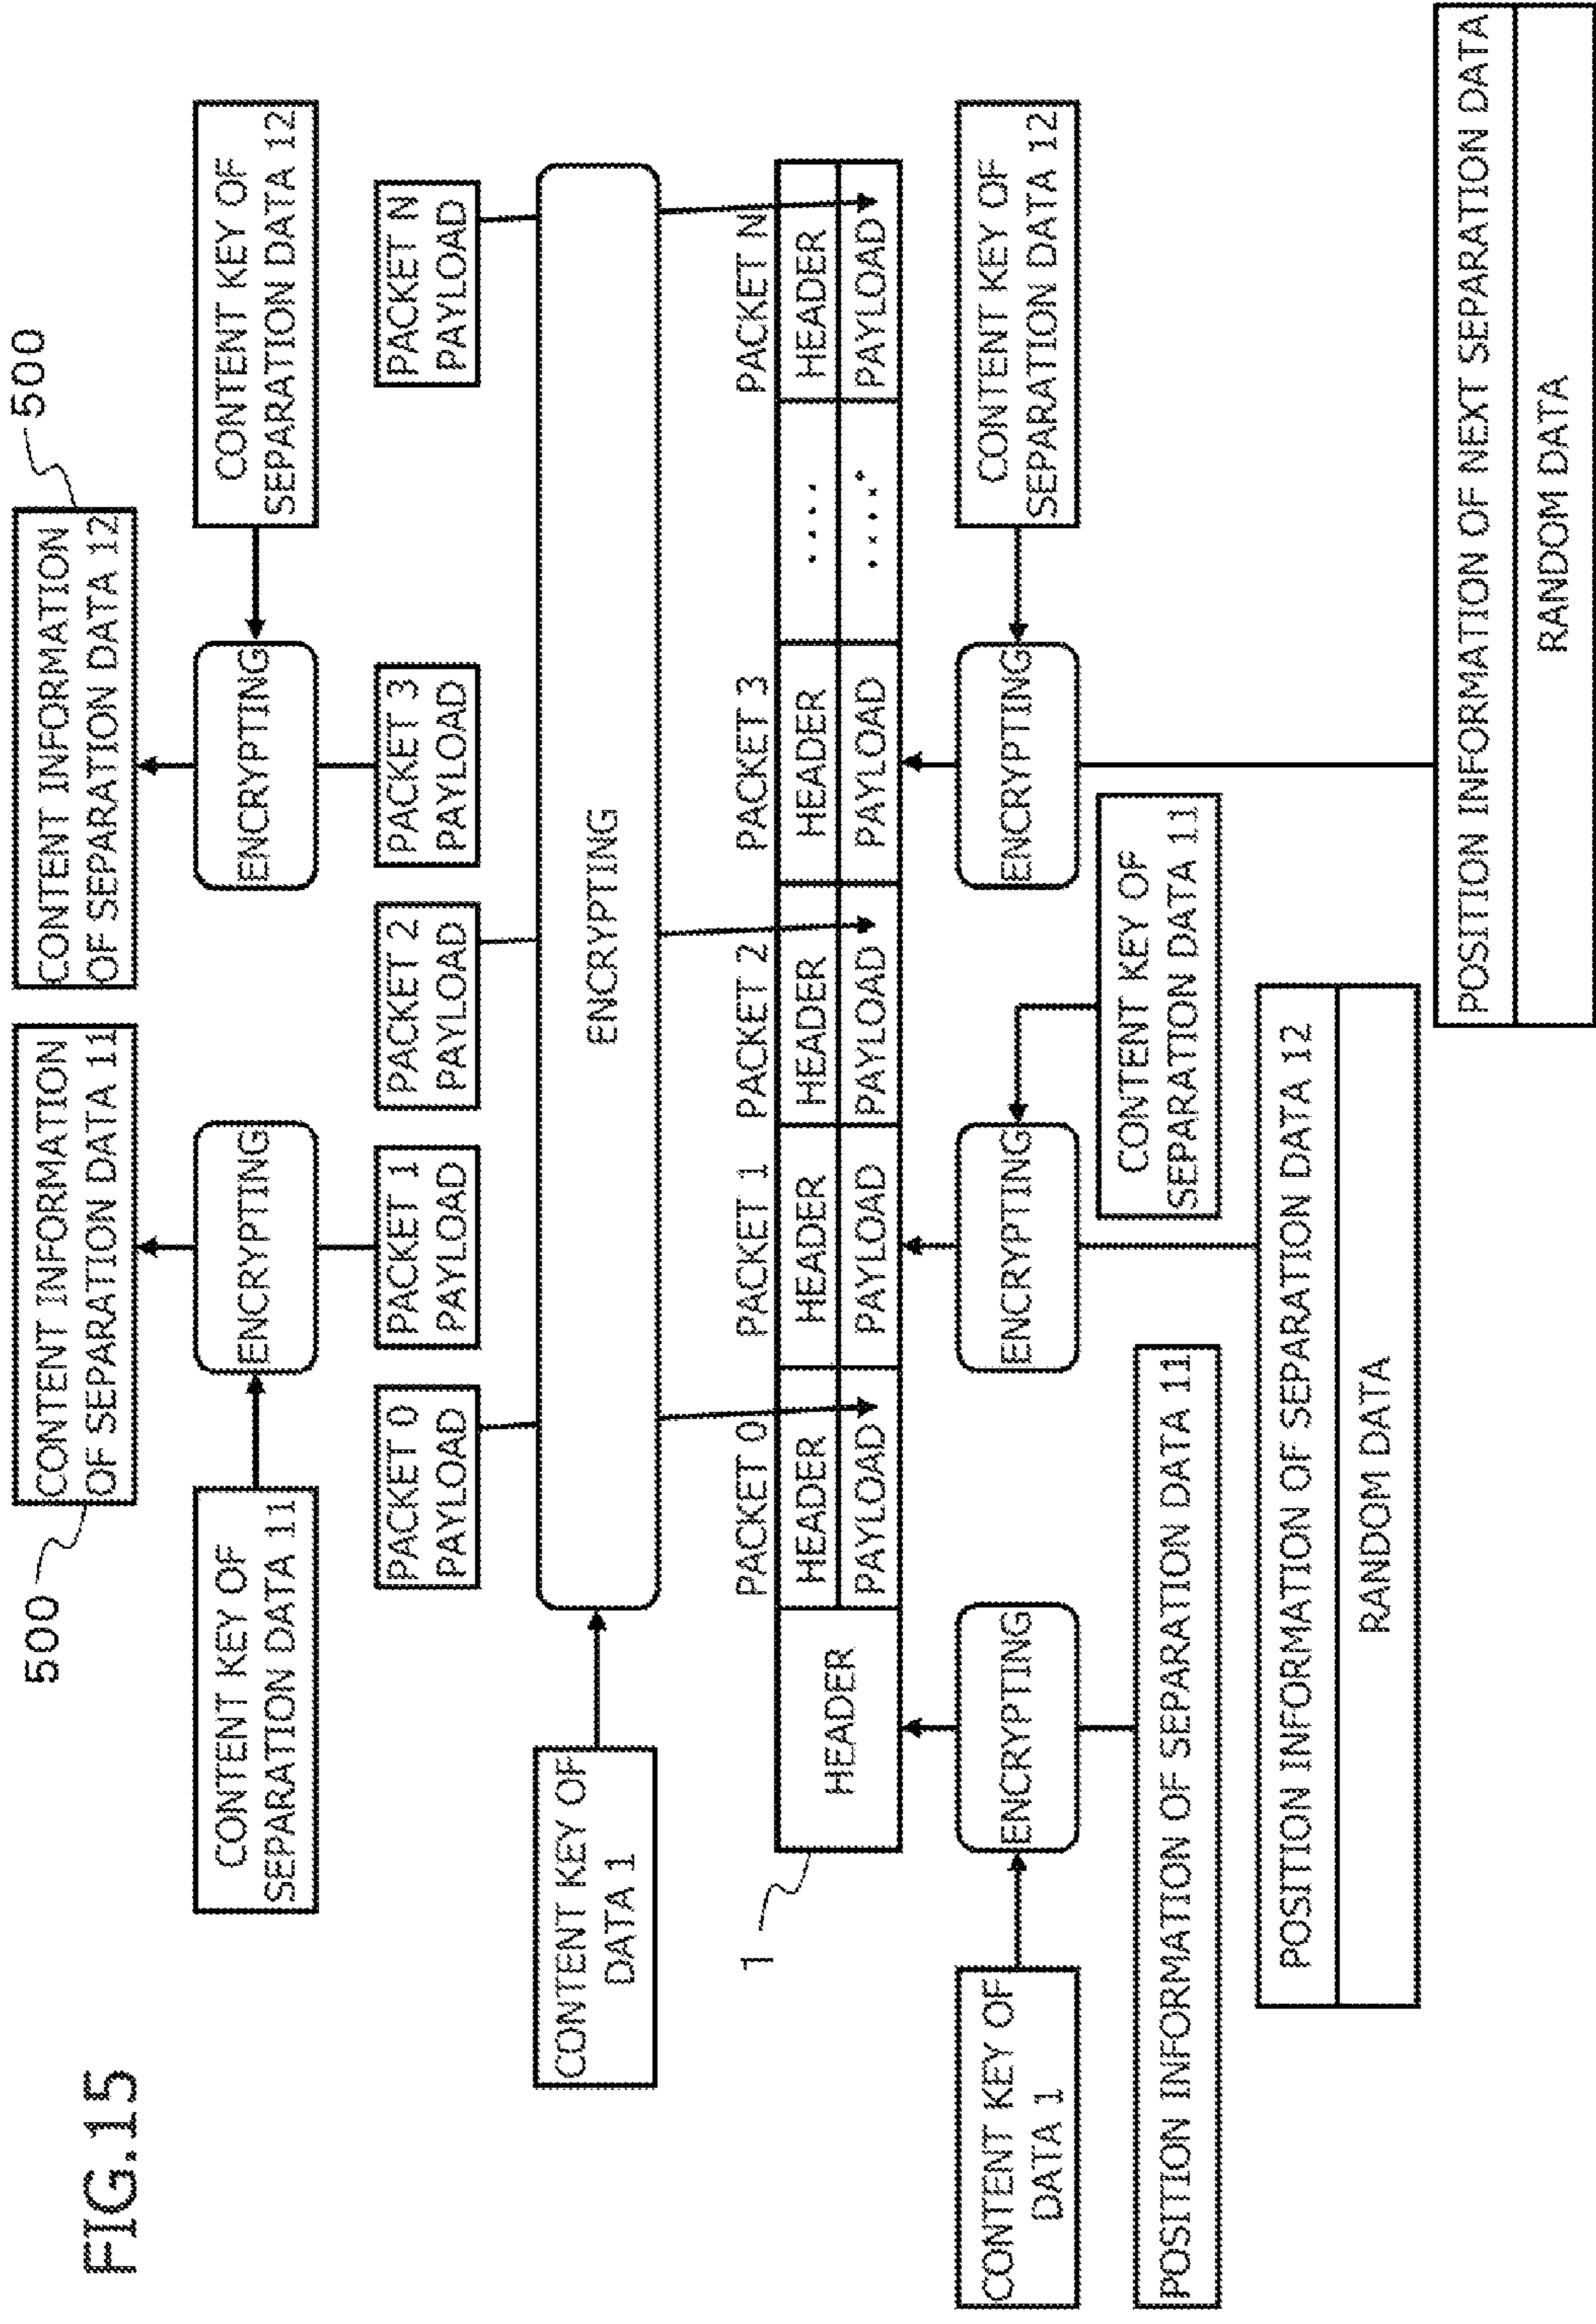 FIG.15
500
CONTENT INFORMATION
OF SEPARATION DATA 11
CONTENT INFORMATION
OF SEPARATION DATA 12
500
CONTENT KEY OF
SEPARATION DATA 11
ENCRYPTING
ENCRYPTING
CONTENT KEY OF
SEPARATION DATA 12
PACKET 0
PAYLOAD
PACKET 1
PAYLOAD
PACKET 2
PAYLOAD
PACKET 3
PAYLOAD
PACKET N
PAYLOAD
CONTENT KEY OF
DATA 1
ENCRYPTING
1
PACKET 0
PACKET 1
PACKET 2
PACKET 3
PACKET N
HEADER
HEADER
HEADER
HEADER
HEADER
....
HEADER
PAYLOAD
PAYLOAD
PAYLOAD
PAYLOAD
....
PAYLOAD
CONTENT KEY OF
DATA 1
ENCRYPTING
ENCRYPTING
ENCRYPTING
CONTENT KEY OF
SEPARATION DATA 12
CONTENT KEY OF
SEPARATION DATA 11
POSITION INFORMATION OF SEPARATION DATA 11
POSITION INFORMATION OF SEPARATION DATA 12
RANDOM DATA
POSITION INFORMATION OF NEXT SEPARATION DATA
RANDOM DATA